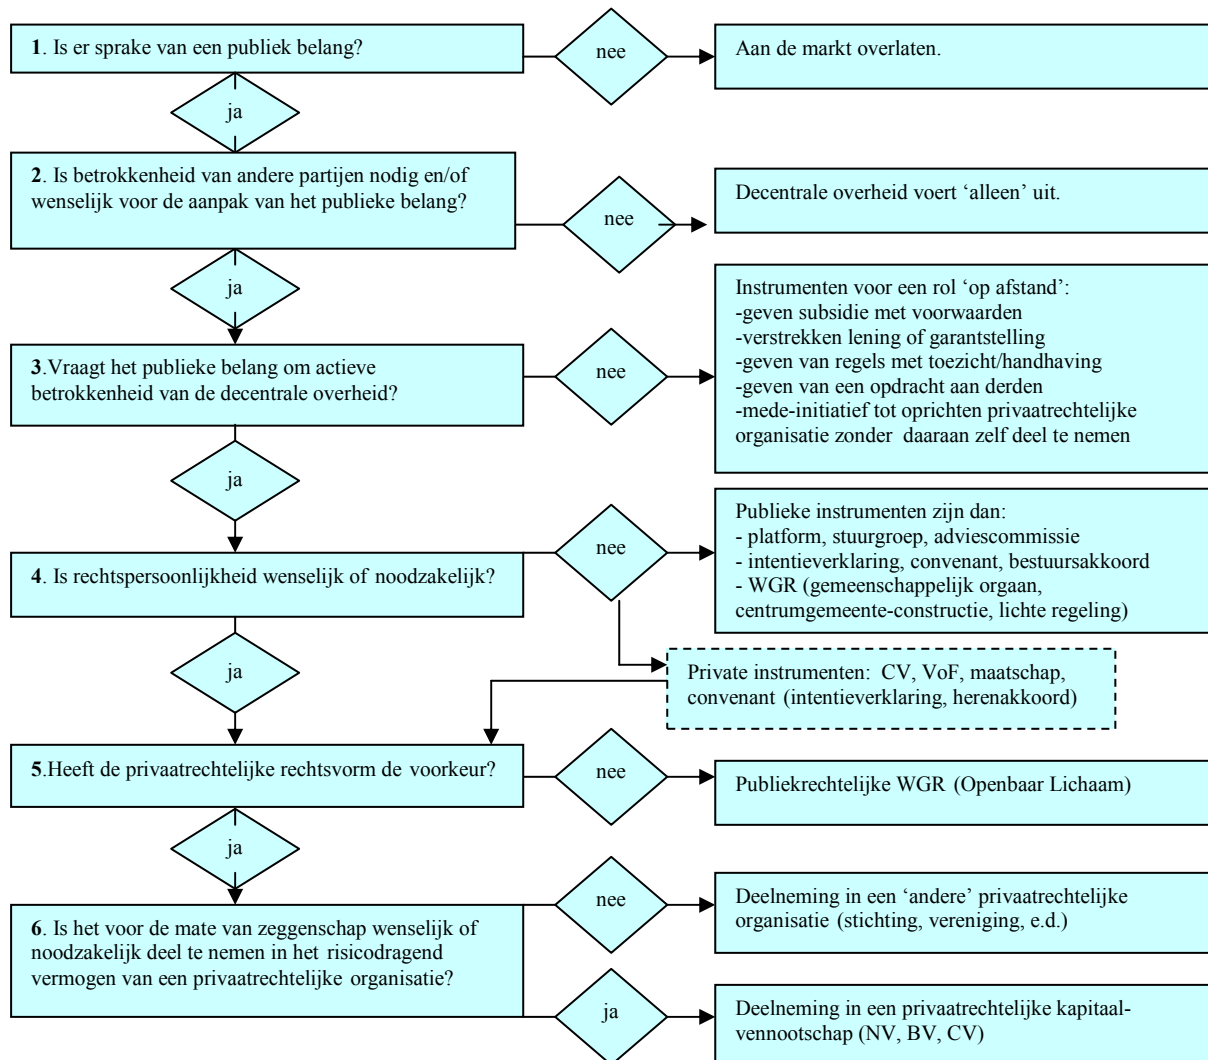 1. Is er sprake van een publiek belang?
nee
Aan de markt overlaten.
ja
2. Is betrokkenheid van andere partijen nodig en/of
wenselijk voor de aanpak van het publieke belang?
nee
Decentrale overheid voert ‘alleen’ uit.
ja
3.Vraagt het publieke belang om actieve
betrokkenheid van de decentrale overheid?
nee
Instrumenten voor een rol ‘op afstand’:
-geven subsidie met voorwaarden
-verstrekken lening of garantstelling
-geven van regels met toezicht/handhaving
-geven van een opdracht aan derden
-mede-initiatief tot oprichten privaatrechtelijke
organisatie zonder daaraan zelf deel te nemen
ja
4. Is rechtspersoonlijkheid wenselijk of noodzakelijk?
nee
Publieke instrumenten zijn dan:
- platform, stuurgroep, adviescommissie
- intentieverklaring, convenant, bestuursakkoord
- WGR (gemeenschappelijk orgaan,
centrumgemeente-constructie, lichte regeling)
Private instrumenten: CV, VoF, maatschap,
convenant (intentieverklaring, herenakkoord)
ja
5.Heeft de privaatrechtelijke rechtsvorm de voorkeur?
nee
Publiekrechtelijke WGR (Openbaar Lichaam)
ja
6. Is het voor de mate van zeggenschap wenselijk of
noodzakelijk deel te nemen in het risicodragend
vermogen van een privaatrechtelijke organisatie?
nee
Deelneming in een ‘andere’ privaatrechtelijke
organisatie (stichting, vereniging, e.d.)
ja
Deelneming in een privaatrechtelijke kapitaal-
vennootschap (NV, BV, CV)